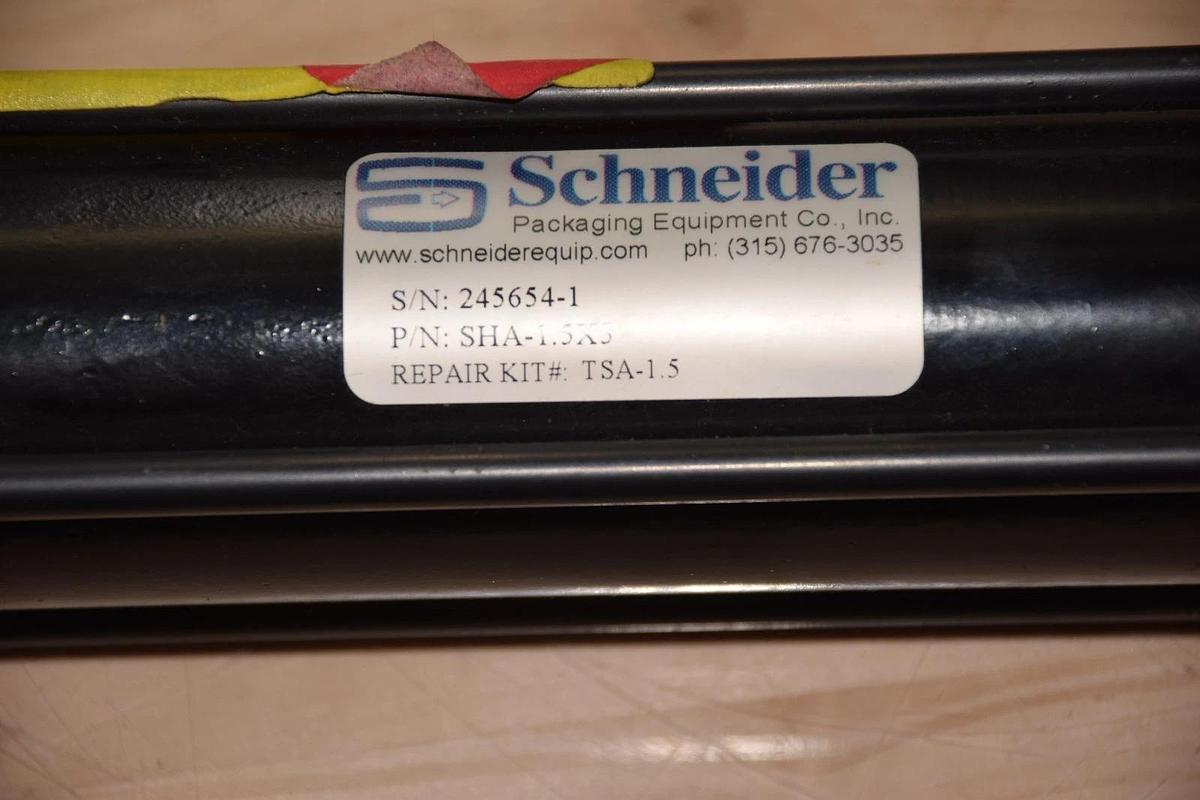 Schneider
Packaging Equipment Co., Inc.
www.schneiderequip.com ph: (315) 676-3035
S/N: 245654-1
P/N: SHA-1.5X5
REPAIR KIT#: TSA-1.5